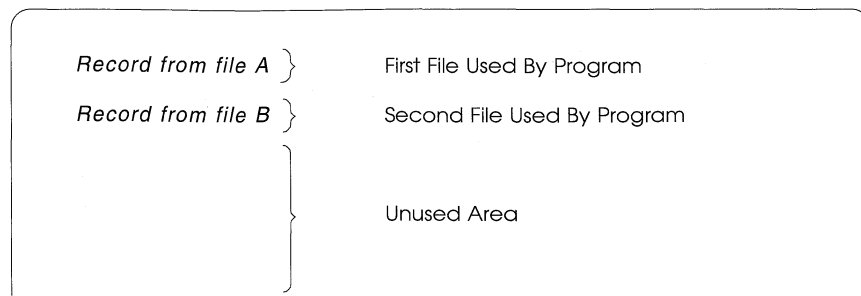 Record from file A First File Used By Program
Record from file B Second File Used By Program
Unused Area